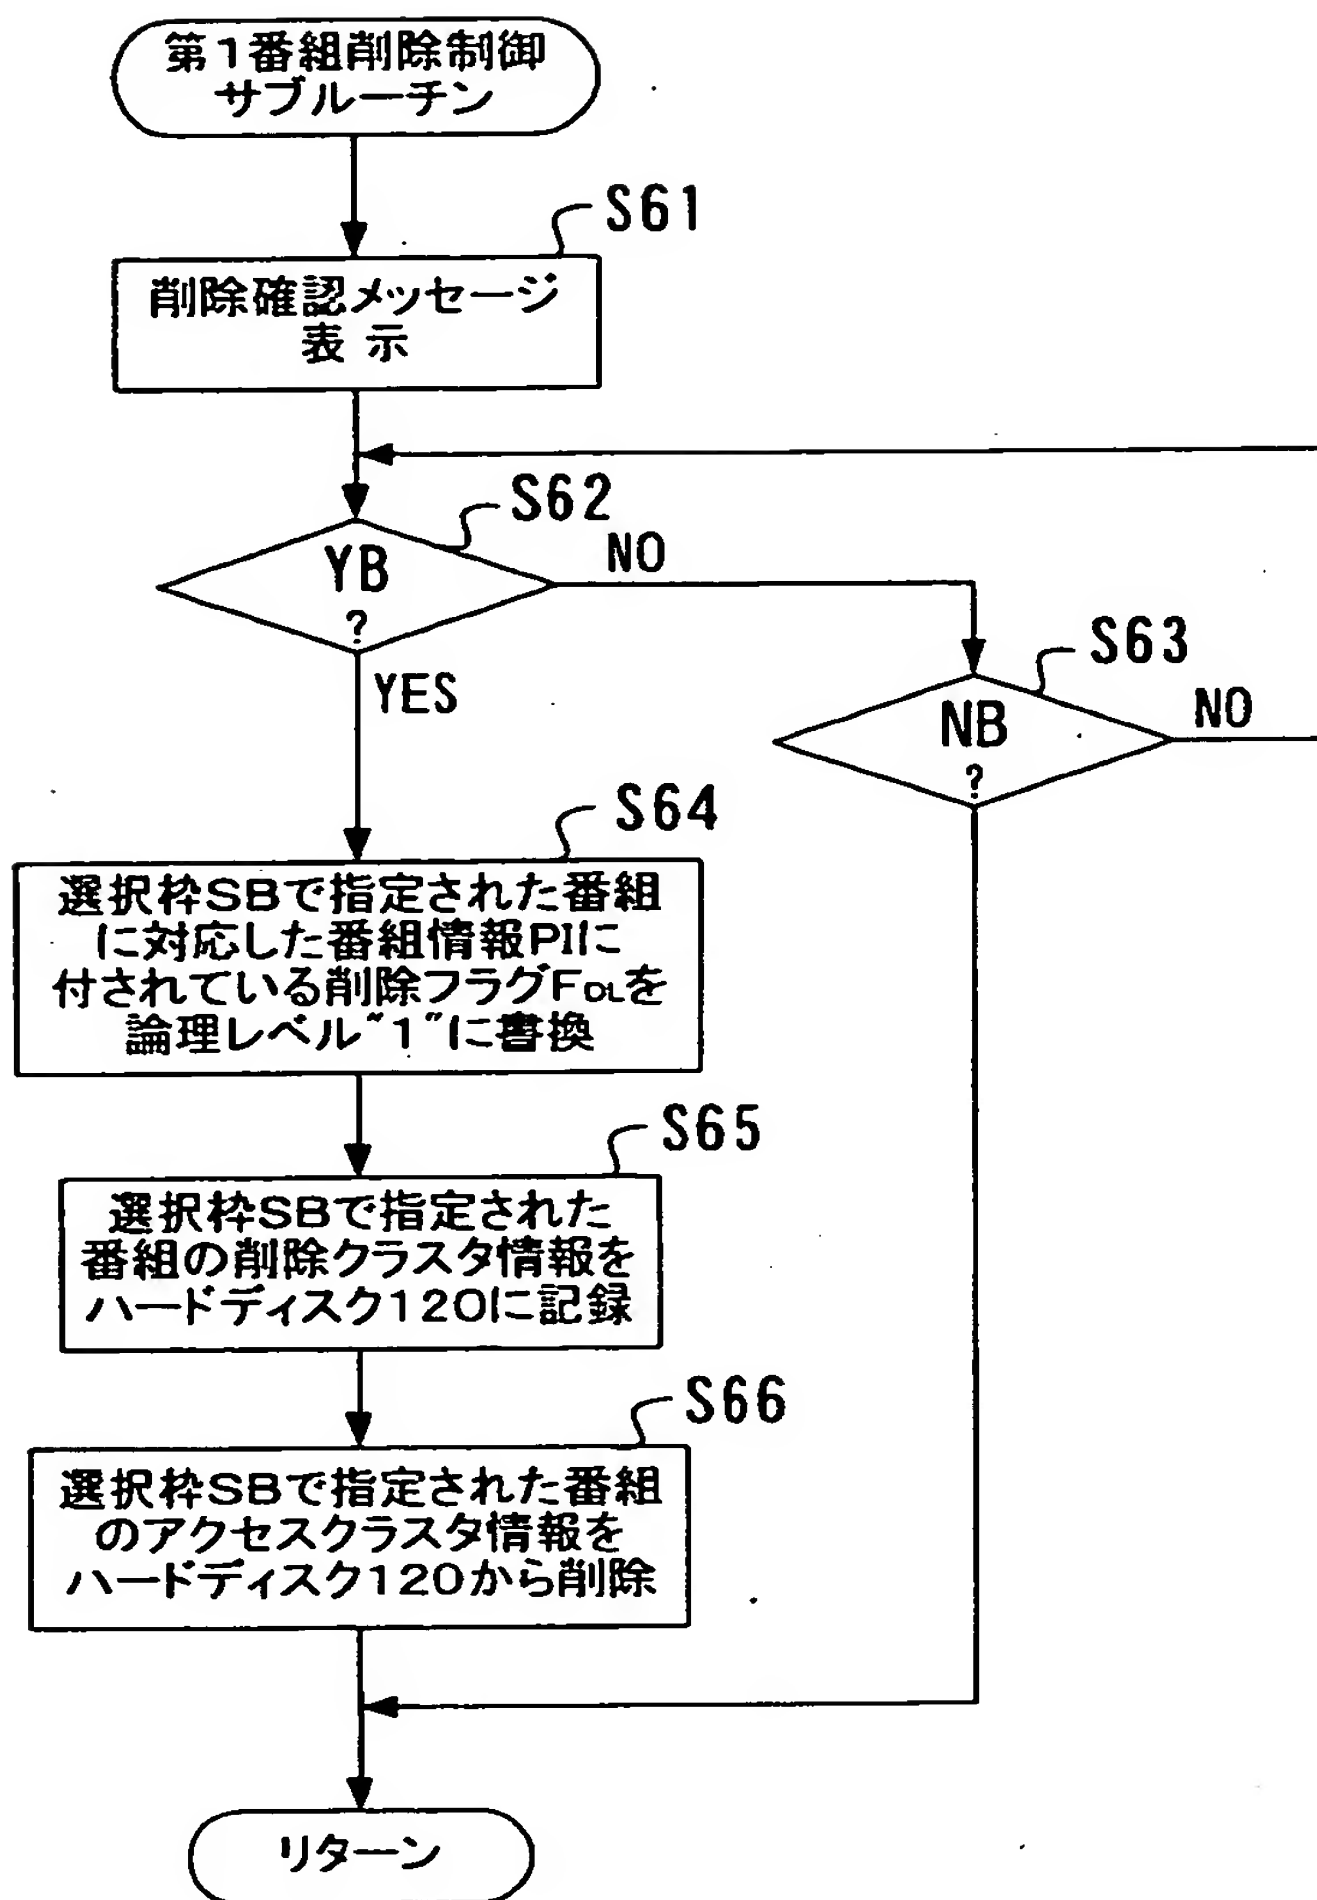 第1番組削除制御
サブルーチン
S61
削除確認メッセージ
表 示
S62
YB
?
NO
YES
S63
NB
?
NO
S64
選択枠SBで指定された番組
に対応した番組情報PIに
付されている削除フラグFDLを
論理レベル"1"に書換
S65
選択枠SBで指定された
番組の削除クラスタ情報を
ハードディスク120に記録
S66
選択枠SBで指定された番組
のアクセスクラスタ情報を
ハードディスク120から削除
リターン